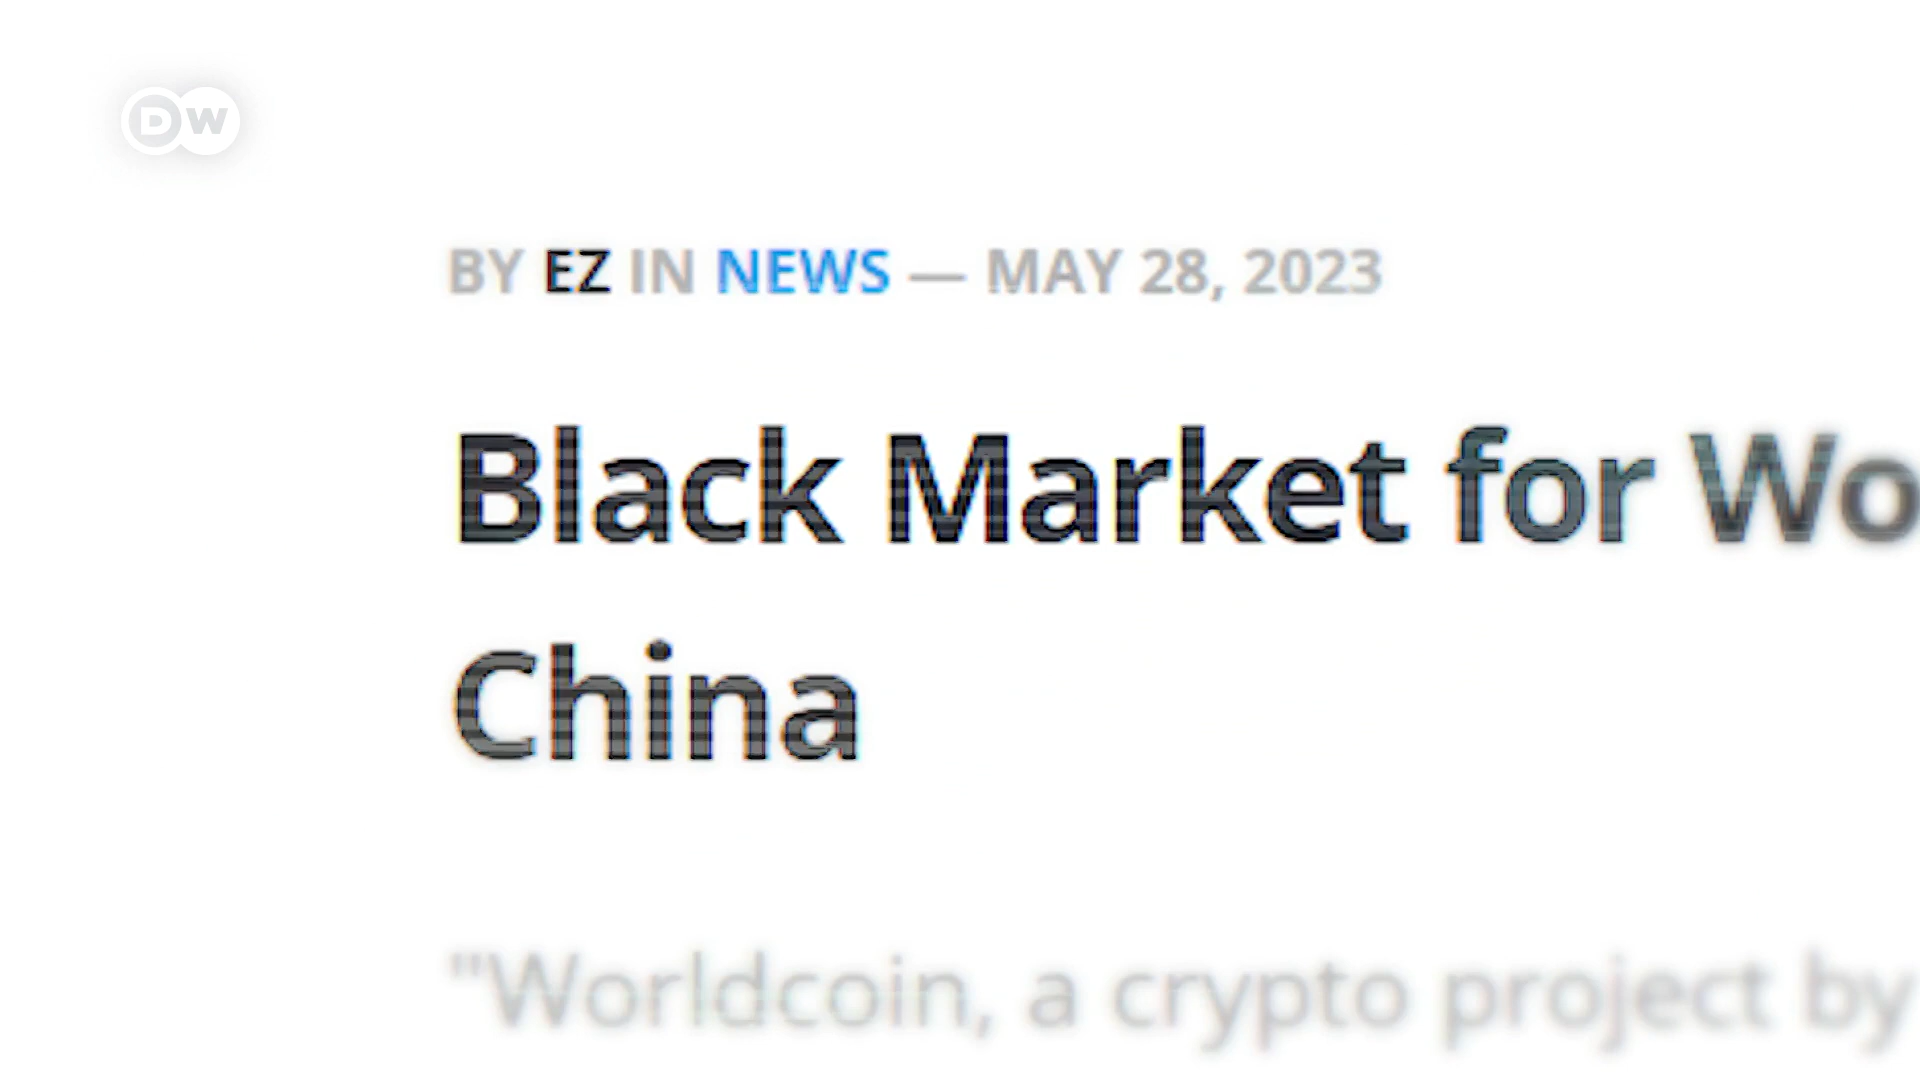 DW
BY EZ IN NEWS — MAY 28, 2023
Black Market for Wo
China
"Worldcoin, a crypto project by